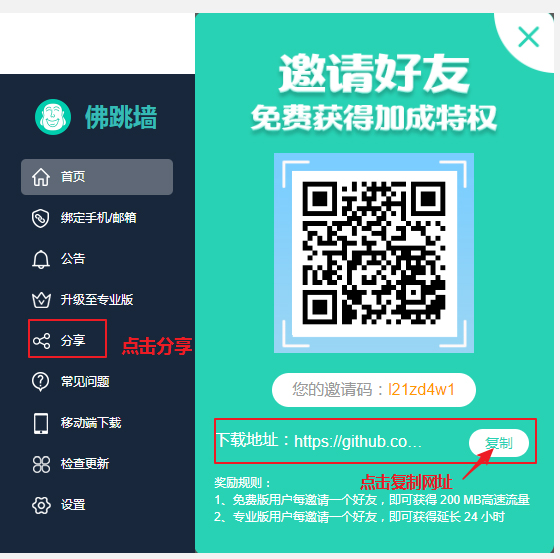 佛跳墙
首页
绑定手机/邮箱
公告
升级至专业版
分享
点击分享
常见问题
移动端下载
检查更新
设置
邀请好友
免费获得加成特权
您的邀请码：l21zd4w1
下载地址：https://github.co...
复制
点击复制网址
奖励规则：
1、免费版用户每邀请一个好友，即可获得 200 MB高速流量
2、专业版用户每邀请一个好友，即可获得延长 24 小时